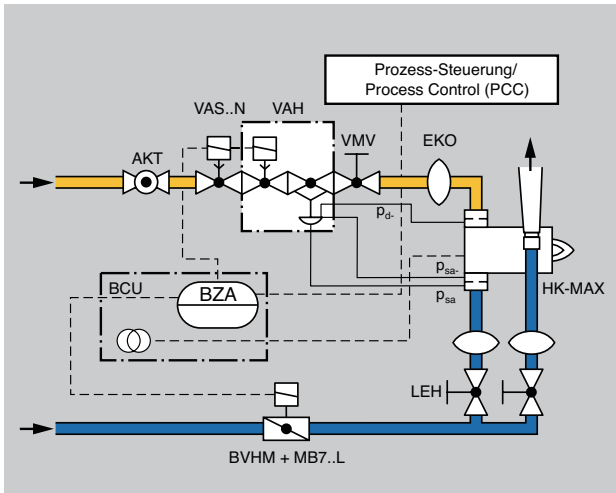 Prozess-Steuerung/
Process Control (PCC)
VAS..N
VAH
VMV
EKO
AKT
pd-
psa-
psa
HK-MAX
BCU
BZA
LEH
BVHM + MB7..L